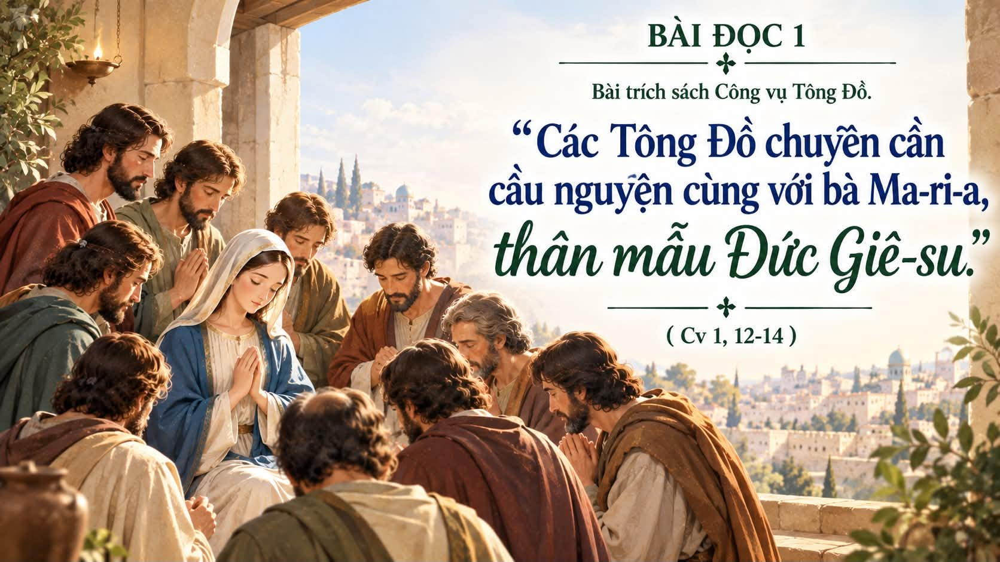 BÀI ĐỌC 1
Bài trích sách Công vụ Tông Đồ.
“Các Tông Đồ chuyên cần
cầu nguyện cùng với bà Ma-ri-a,
thân mẫu Đức Giê-su.”
( Cv 1, 12-14 )